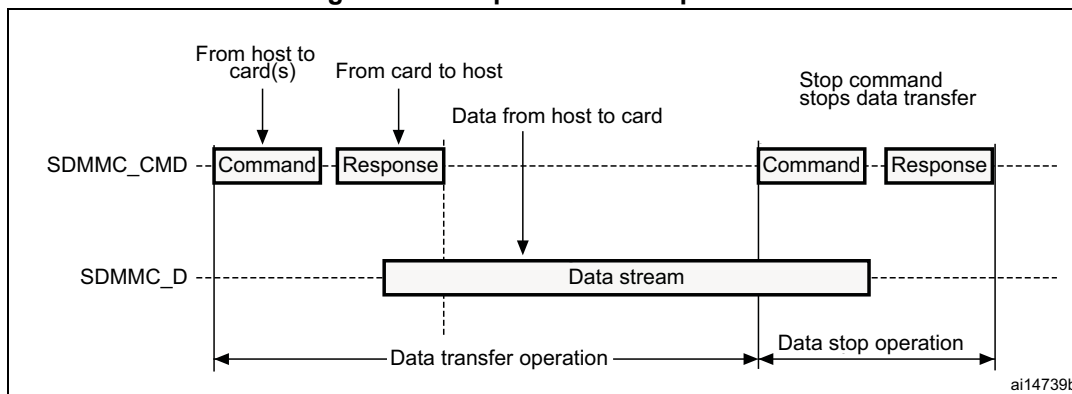 From host to
card(s)
From card to host
Data from host to card
Stop command
stops data transfer
SDMMC_CMD
Command
Response
Command
Response
SDMMC_D
Data stream
Data transfer operation
Data stop operation
ai14739b